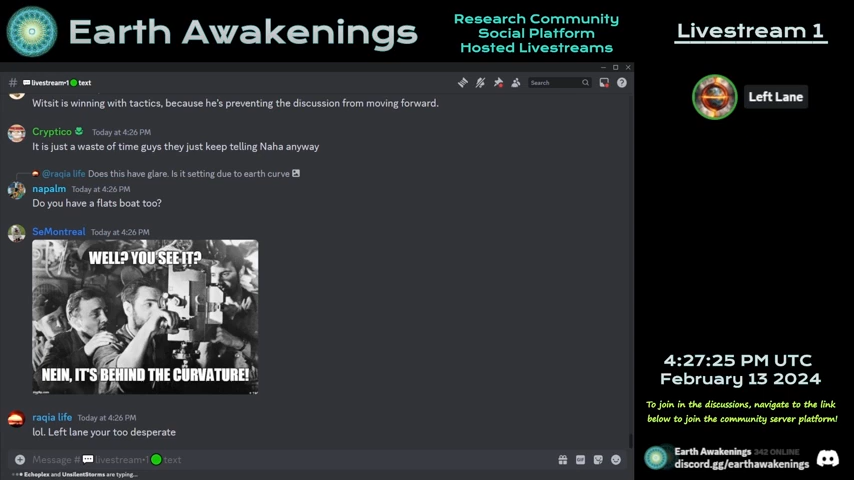 Earth Awakenings
Research Community
Social Platform
Hosted Livestreams
Livestream 1
# livestream•1 text
Search
Witsit is winning with tactics, because he's preventing the discussion from moving forward.
Cryptico Today at 4:26 PM
It is just a waste of time guys they just keep telling Naha anyway
@raqia life Does this have glare. Is it setting due to earth curve
napalm Today at 4:26 PM
Do you have a flats boat too?
SeMontreal Today at 4:26 PM
WELL? YOU SEE IT?
NEIN, IT'S BEHIND THE CURVATURE!
raqia life Today at 4:26 PM
lol. Left lane your too desperate
Message # livestream•1 text
GIF
Echoplex and UnsilentStorms are typing...
Left Lane
4:27:25 PM UTC
February 13 2024
To join in the discussions, navigate to the link
below to join the community server platform!
Earth Awakenings 342 ONLINE
discord.gg/earthawakenings